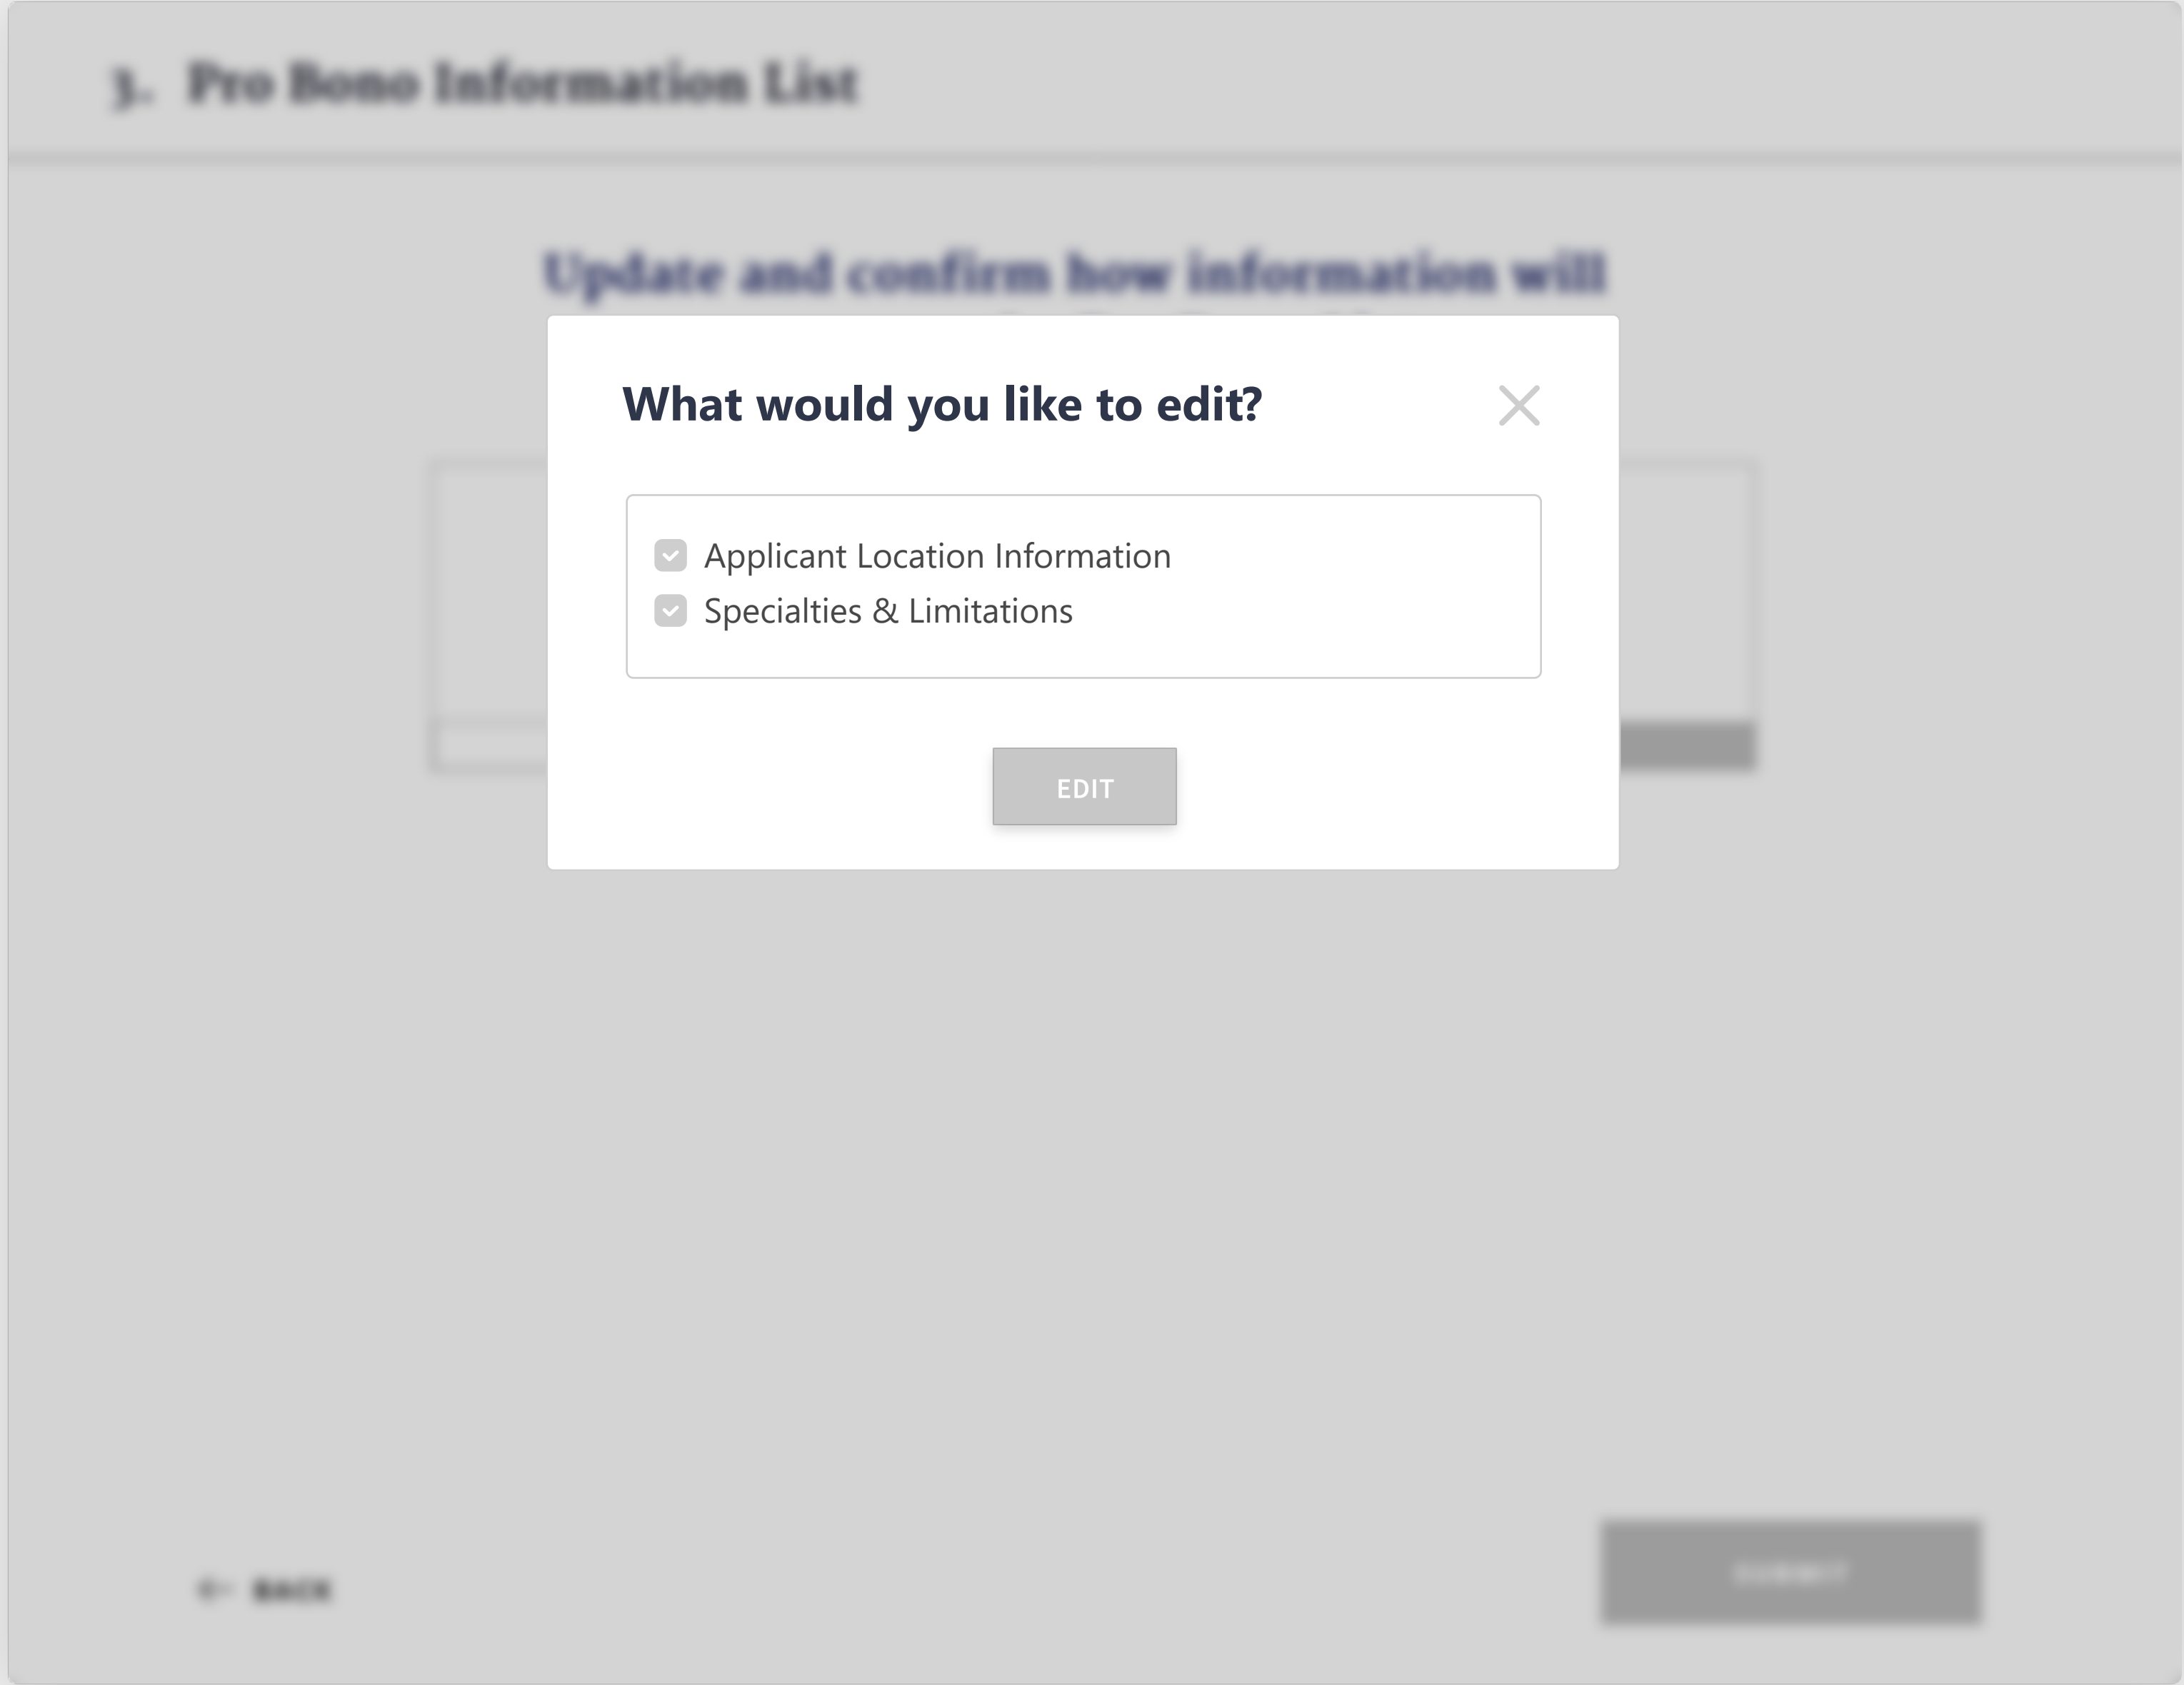 3. Pro Bono Information List
Update and confirm how information will
What would you like to edit?
Applicant Location Information
Specialties & Limitations
EDIT
BACK
SUBMIT